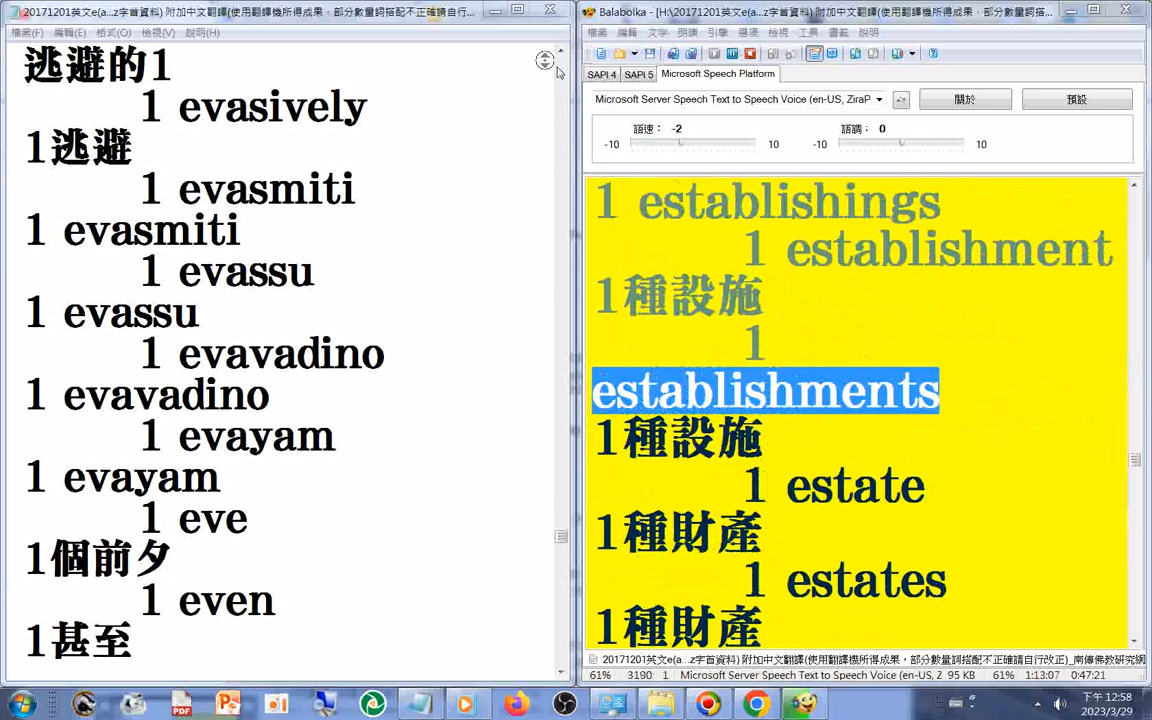 20171201英文e(a...z字首資料) 附加中文翻譯(使用翻譯機所得成果，部分數量詞搭配不正確請自行...
檔案(F) 編輯(E) 格式(O) 檢視(V) 說明(H)
逃避的1
1 evasively
1逃避
1 evasmiti
1 evasmiti
1 evassu
1 evassu
1 evavadino
1 evavadino
1 evayam
1 evayam
1 eve
1個前夕
1 even
1甚至
Balabolka - [H:\20171201英文e(a...z字首資料) 附加中文翻譯(使用翻譯機所得成果，部分數...
檔案 編輯 文字 朗讀 引擎 選項 檢視 工具 書籤 說明
SAPI 4 SAPI 5 Microsoft Speech Platform
Microsoft Server Speech Text to Speech Voice (en-US, ZiraP 關於 預設
語速： -2 語調： 0
-10 10 -10 10
1 establishings
1 establishment
1種設施
1
establishments
1種設施
1 estate
1種財產
1 estates
1種財產
20171201英文e(a...z字首資料) 附加中文翻譯(使用翻譯機所得成果，部分數量詞搭配不正確請自行改正)_南傳佛教研究網
61% 3190: 1 Microsoft Server Speech Text to Speech Voice (en-US, Z 95 KB 61% 1:13:07 0:47:21
下午 12:58
2023/3/29